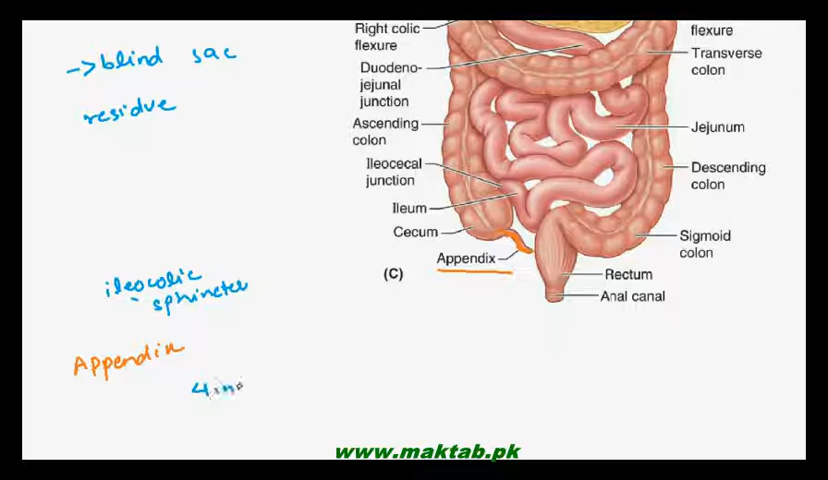 ->blind sac
residue
ileocolic
sphincter
Appendix
Right colic
flexure
Duodeno-
jejunal
junction
Ascending
colon
Ileocecal
junction
Ileum
Cecum
Appendix
(C)
flexure
Transverse
colon
Jejunum
Descending
colon
Sigmoid
colon
Rectum
Anal canal
www.maktab.pk